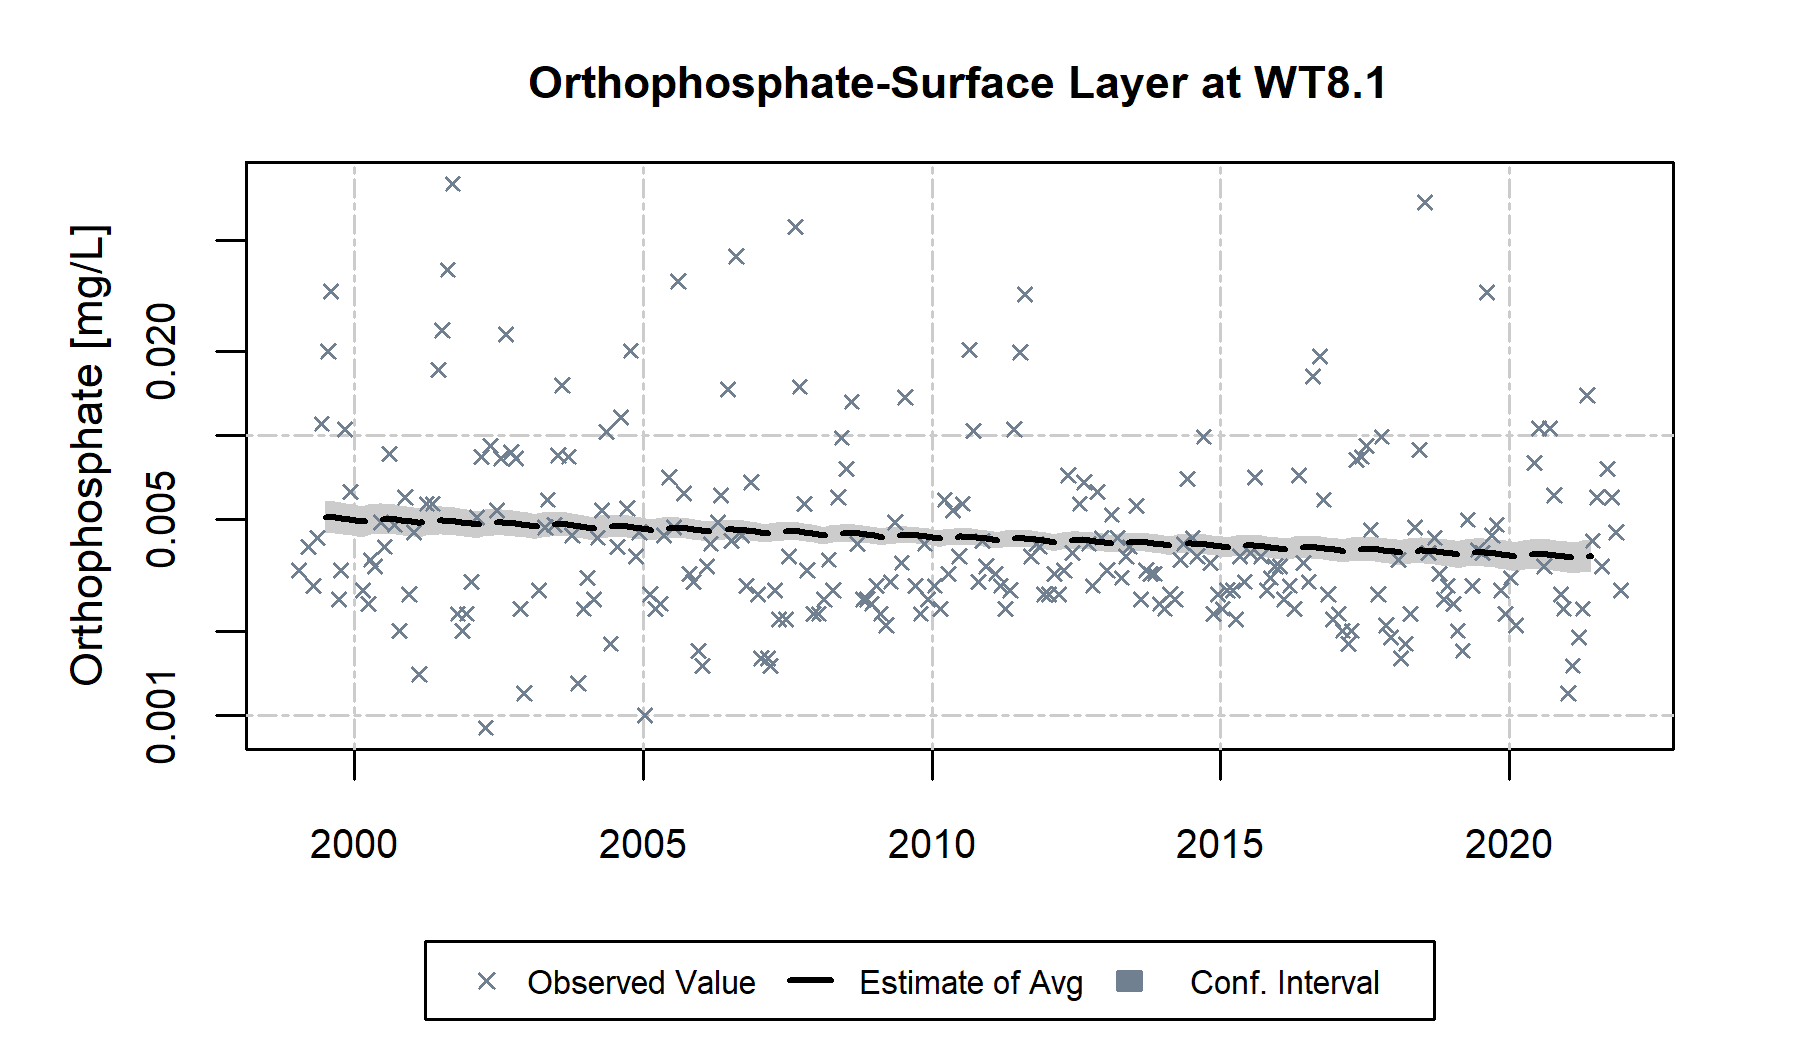 Orthophosphate-Surface Layer at WT8.1
Orthophosphate [mg/L]
0.020
0.005
0.001
2000 2005 2010 2015 2020
Observed Value Estimate of Avg Conf. Interval